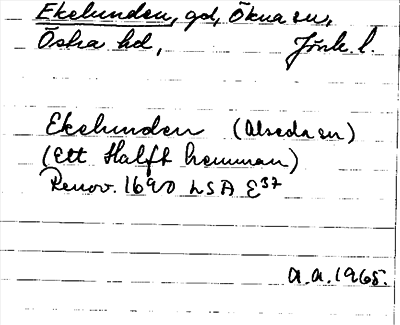 Ekelunden, gd, Ökna sn,
Östra hd, Jönk. l.
Ekelunden (Alseda sn)
(Ett Halft hemman)
Renov. 1690 LSA E37
A.A. 1965.